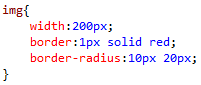 img{
    width:200px;
    border:1px solid red;
    border-radius:10px 20px;
}